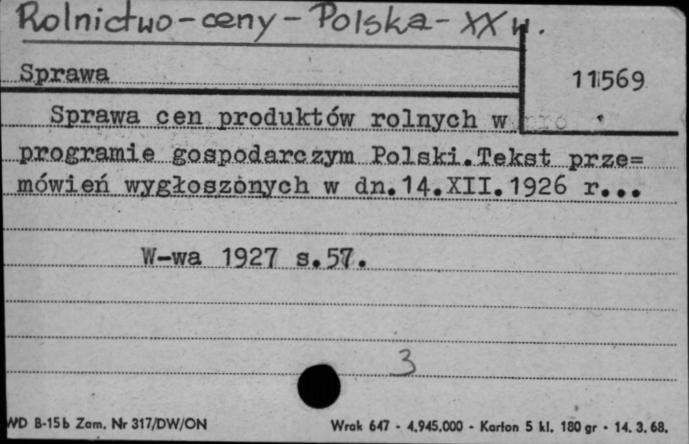 Rolnictwo - ceny - Polska - XX w.
Sprawa
11569
Sprawa cen produktów rolnych w
programie gospodarczym Polski.Tekst prze=
mówień wygłoszonych w dn.14.XII.1926 r...
W-wa 1927 s.57.
3
WD B-15b Zam. Nr 317/DW/ON
Wrak 647 - 4.945.000 - Karton 5 kl. 180 gr - 14. 3. 68.